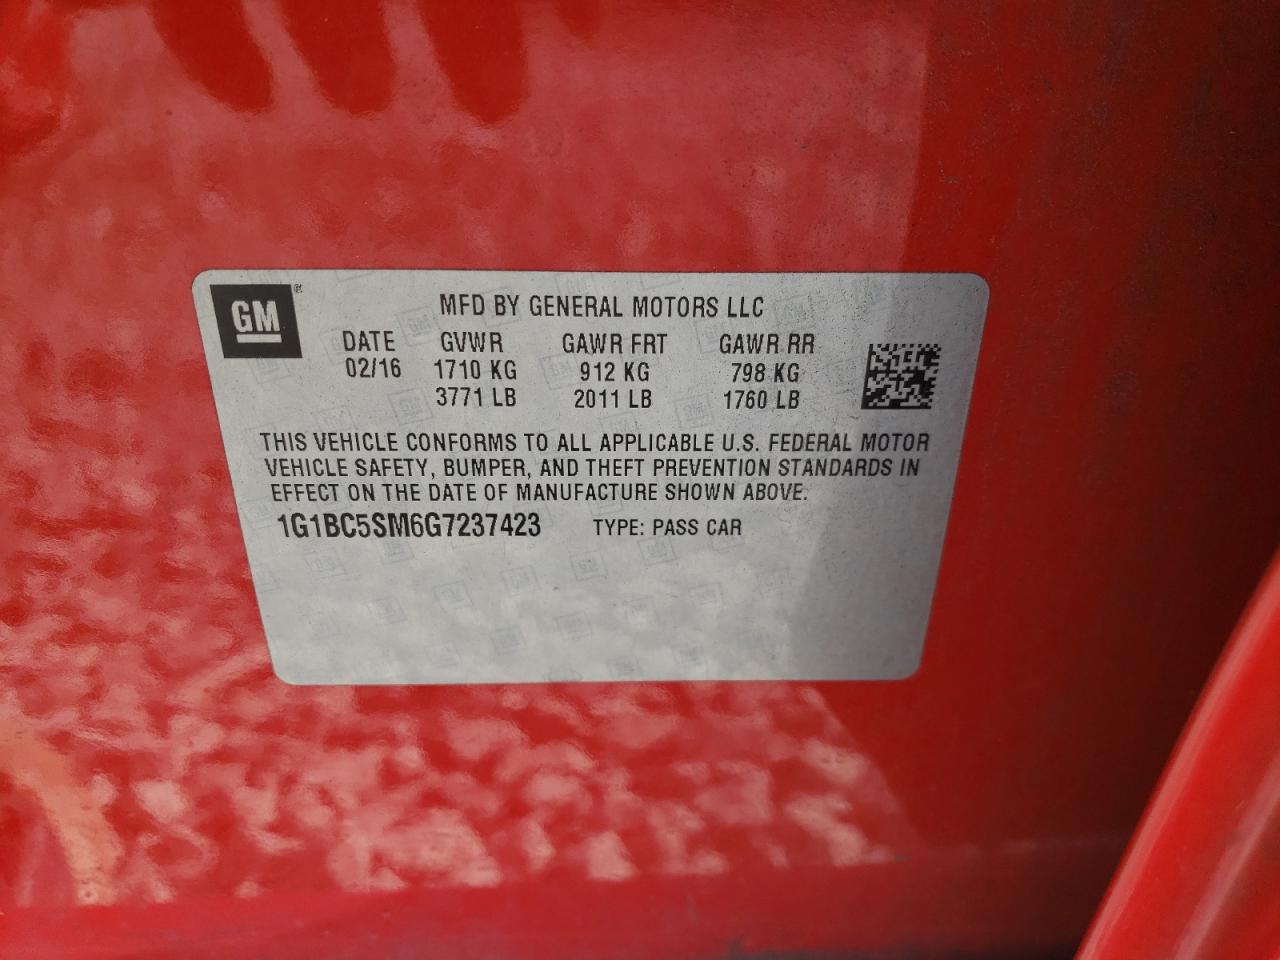 GM ®
MFD BY GENERAL MOTORS LLC
DATE GVWR GAWR FRT GAWR RR
02/16 1710 KG 912 KG 798 KG
3771 LB 2011 LB 1760 LB
THIS VEHICLE CONFORMS TO ALL APPLICABLE U.S. FEDERAL MOTOR
VEHICLE SAFETY, BUMPER, AND THEFT PREVENTION STANDARDS IN
EFFECT ON THE DATE OF MANUFACTURE SHOWN ABOVE.
1G1BC5SM6G7237423 TYPE: PASS CAR